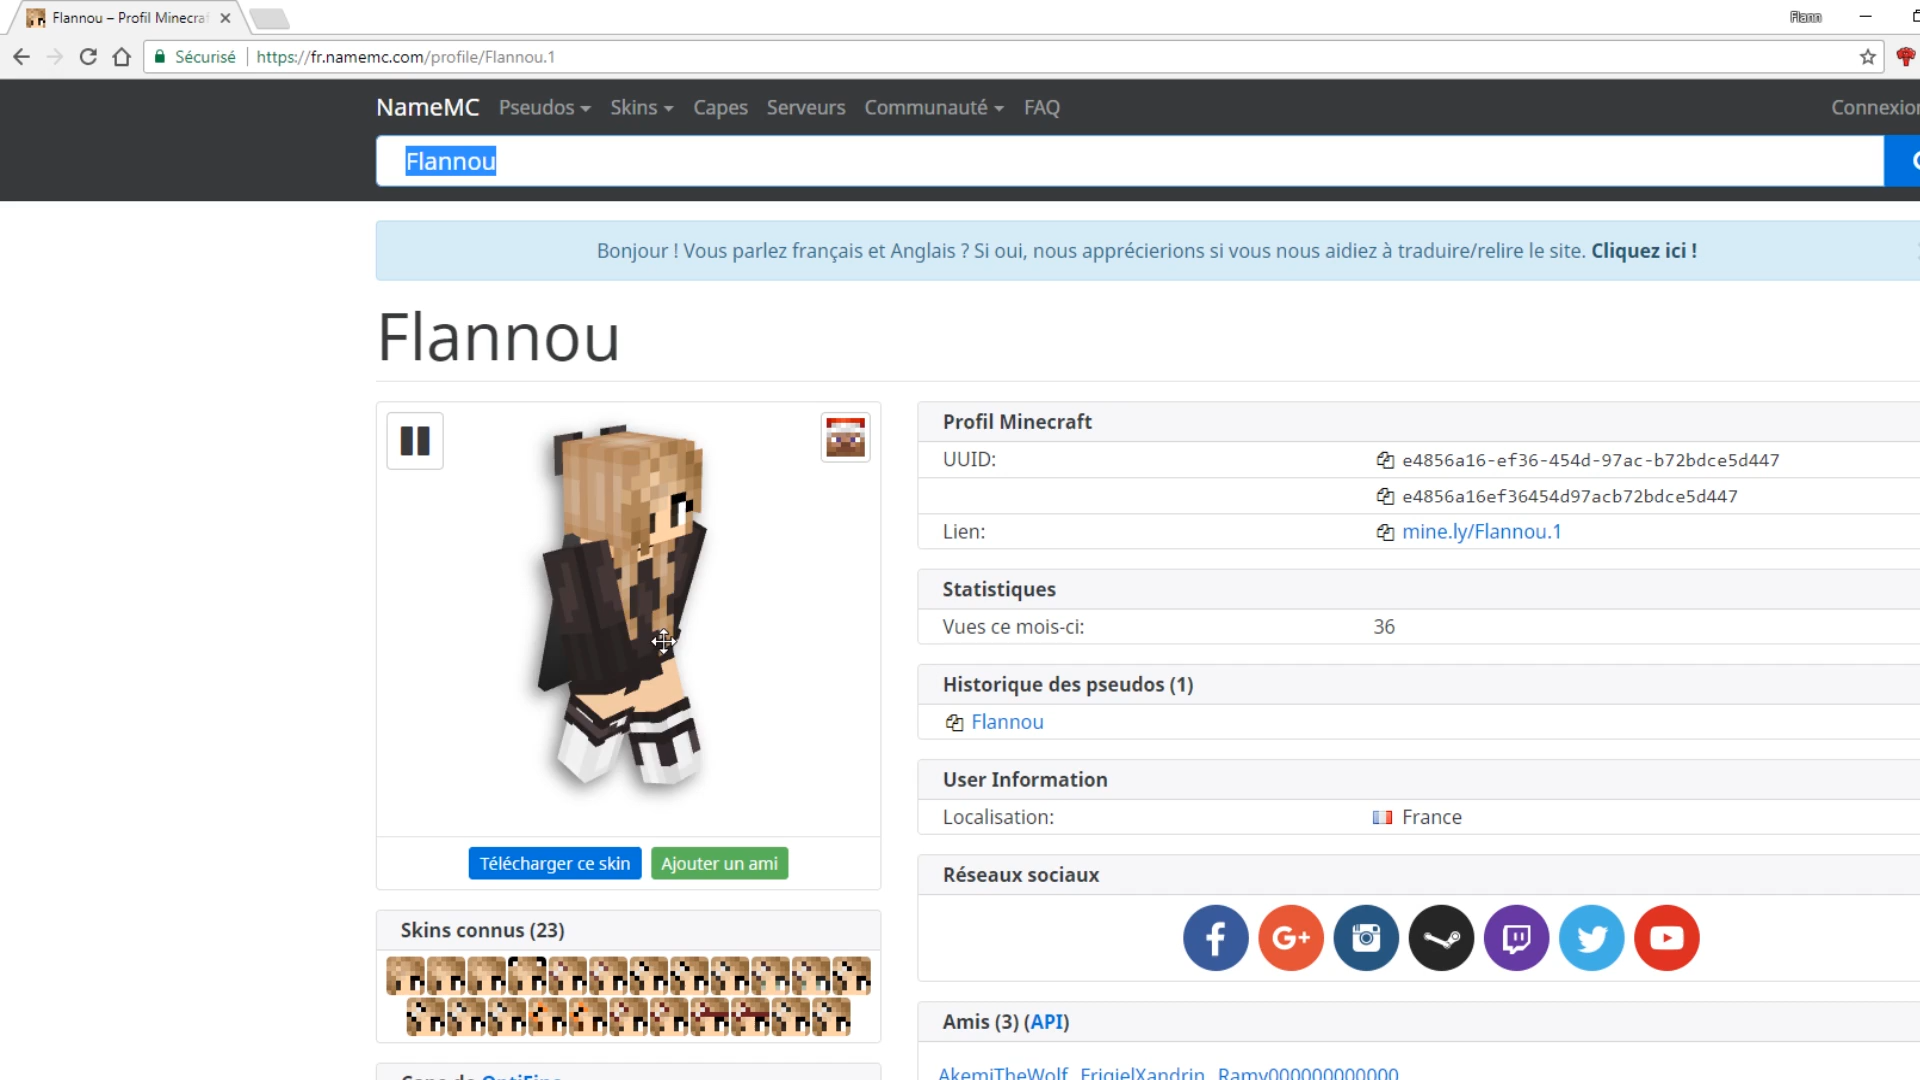 Flannou – Profil Minecra
Flann
Sécurisé https://fr.namemc.com/profile/Flannou.1
NameMC Pseudos Skins Capes Serveurs Communauté FAQ Connexion
Flannou
Bonjour ! Vous parlez français et Anglais ? Si oui, nous apprécierions si vous nous aidiez à traduire/relire le site. Cliquez ici !
Flannou
Profil Minecraft
UUID: e4856a16-ef36-454d-97ac-b72bdce5d447
e4856a16ef36454d97acb72bdce5d447
Lien: mine.ly/Flannou.1
Statistiques
Vues ce mois-ci: 36
Historique des pseudos (1)
Flannou
User Information
Localisation: France
Télécharger ce skin Ajouter un ami
Réseaux sociaux
G+
Skins connus (23)
Amis (3) (API)
AkemiTheWolf FrigielXandrin Ramy000000000000
Cape de OptiFine